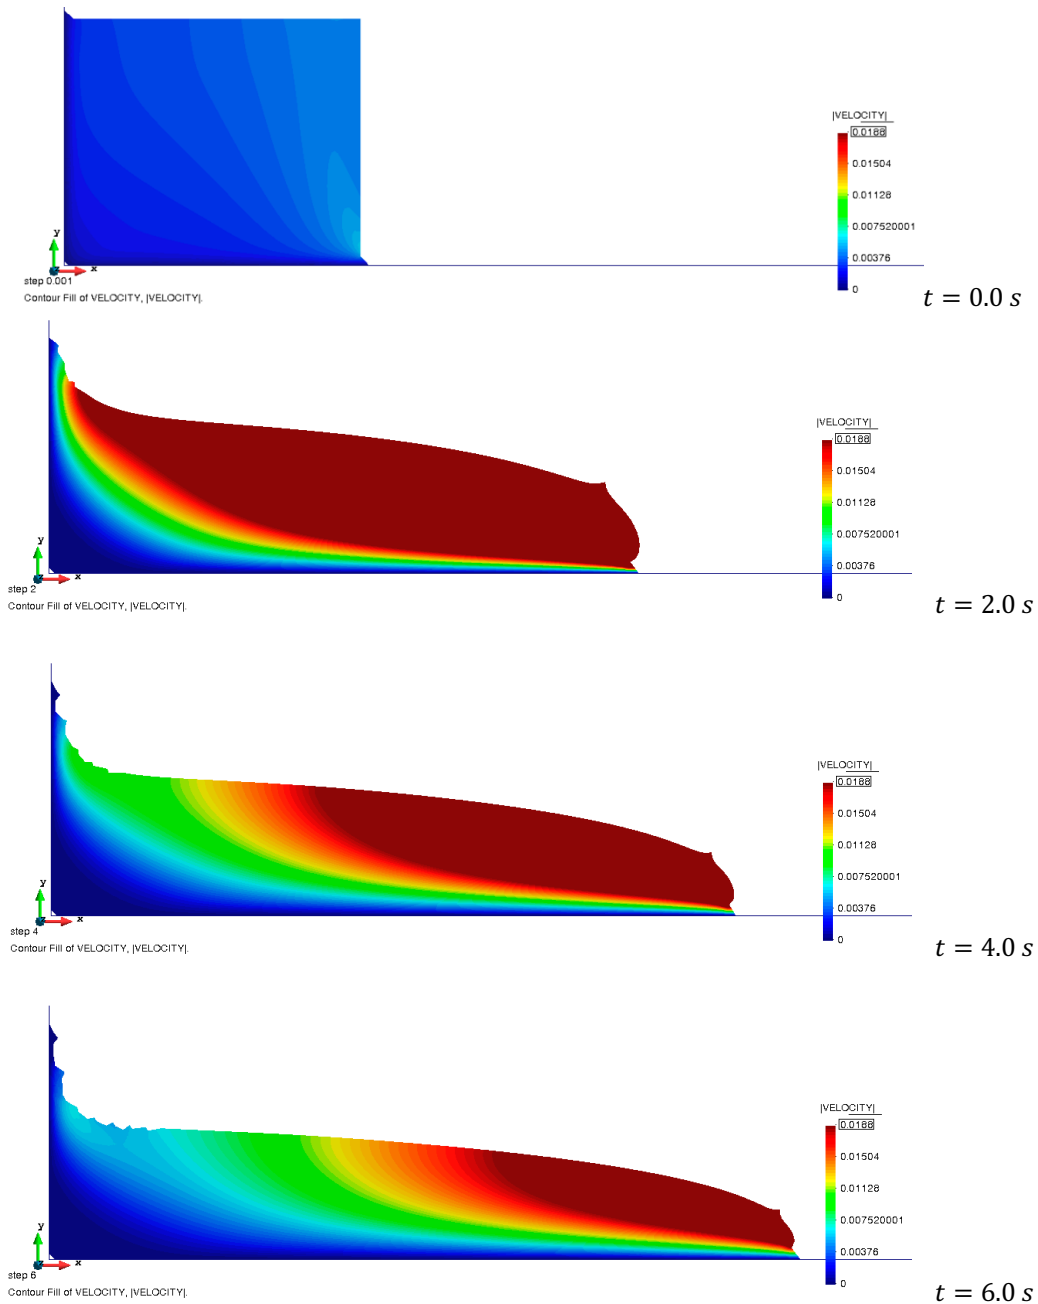 |VELOCITY|
0.0188
0.01504
0.01128
0.007520001
0.00376
0
y
x
step 0.001
Contour Fill of VELOCITY, |VELOCITY|.
t = 0.0 s
|VELOCITY|
0.0188
0.01504
0.01128
0.007520001
0.00376
0
y
x
step 2
Contour Fill of VELOCITY, |VELOCITY|.
t = 2.0 s
|VELOCITY|
0.0188
0.01504
0.01128
0.007520001
0.00376
0
y
x
step 4
Contour Fill of VELOCITY, |VELOCITY|.
t = 4.0 s
|VELOCITY|
0.0188
0.01504
0.01128
0.007520001
0.00376
0
y
x
step 6
Contour Fill of VELOCITY, |VELOCITY|.
t = 6.0 s